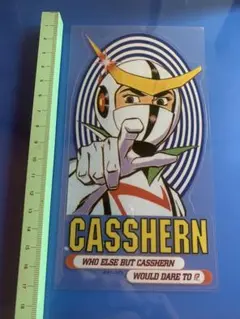 CASSHERN
WHO ELSE BUT CASSHERN
WOULD DARE TO